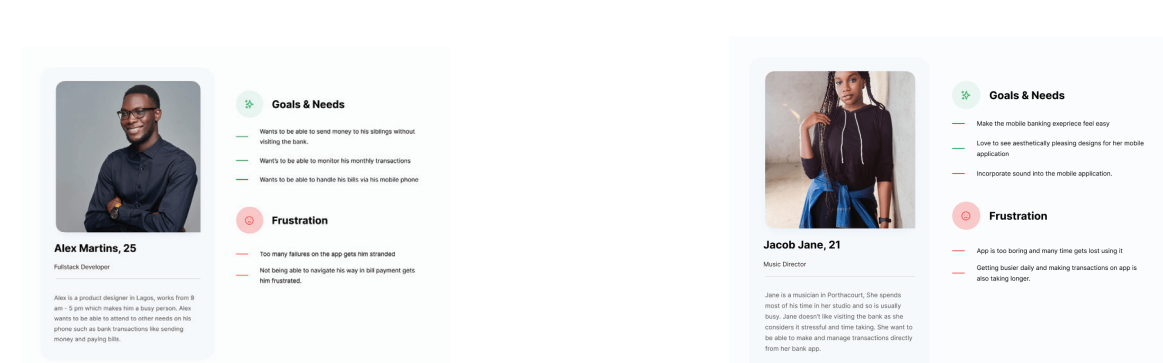 Alex Martins, 25
Fullstack Developer
Alex is a product designer in Lagos, works from 8
am - 5 pm which makes him a busy person. Alex
wants to be able to attend to other needs on his
phone such as bank transactions like sending
money and paying bills.
Goals & Needs
Wants to be able to send money to his siblings without
visiting the bank.
Want's to be able to monitor his monthly transactions
Wants to be able to handle his bills via his mobile phone
Frustration
Too many failures on the app gets him stranded
Not being able to navigate his way in bill payment gets
him frustrated.
Jacob Jane, 21
Music Director
Jane is a musician in Porthacourt, She spends
most of his time in her studio and so is usually
busy. Jane doesn't like visiting the bank as she
considers it stressful and time taking. She want to
be able to make and manage transactions directly
from her bank app.
Goals & Needs
Make the mobile banking exepriece feel easy
Love to see aesthetically pleasing designs for her mobile
application
Incorporate sound into the mobile application.
Frustration
App is too boring and many time gets lost using it
Getting busier daily and making transactions on app is
also taking longer.